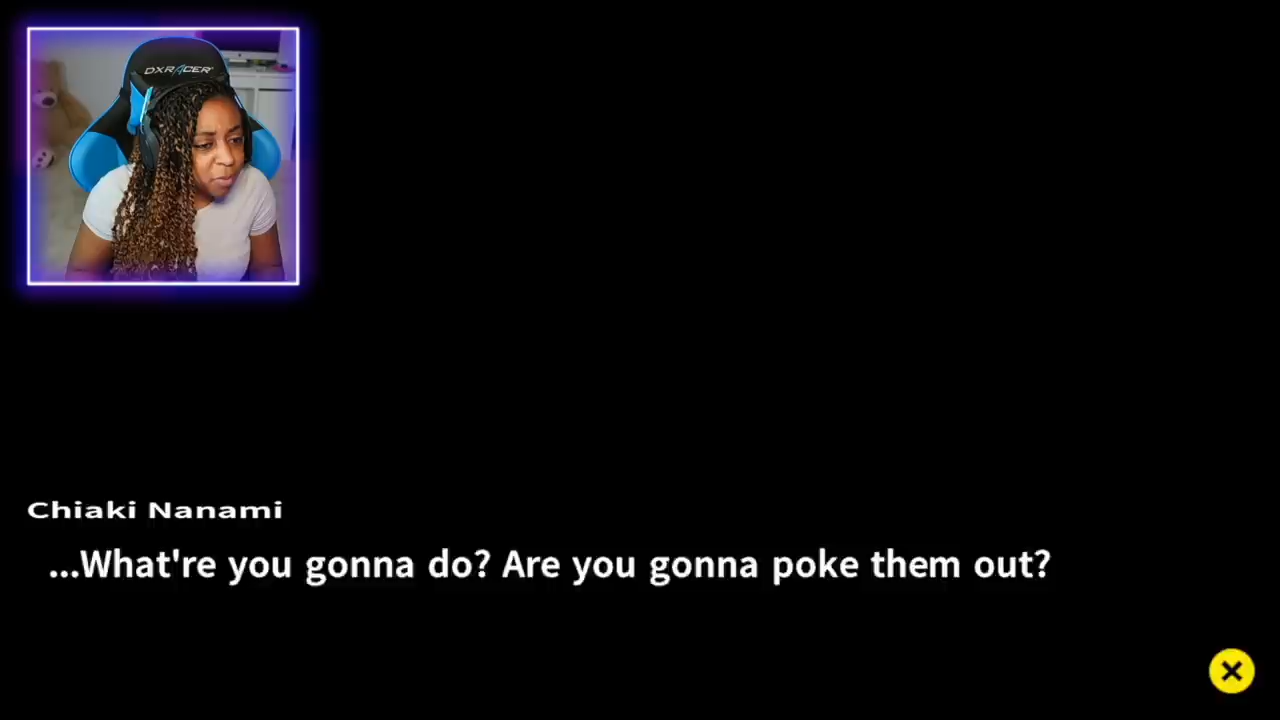 DXRACER
Chiaki Nanami
...What're you gonna do? Are you gonna poke them out?